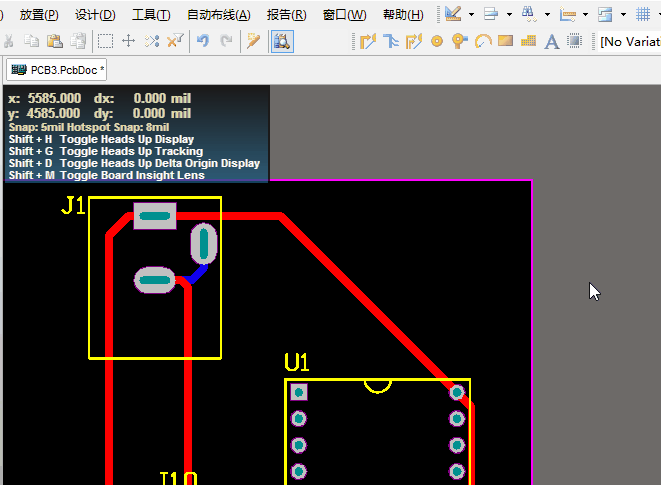 ) 放置(P) 设计(D) 工具(T) 自动布线(A) 报告(R) 窗口(W) 帮助(H)
[No Variat
PCB3.PcbDoc *
x: 5585.000 dx: 0.000 mil
y: 4585.000 dy: 0.000 mil
Snap: 5mil Hotspot Snap: 8mil
Shift + H Toggle Heads Up Display
Shift + G Toggle Heads Up Tracking
Shift + D Toggle Heads Up Delta Origin Display
Shift + M Toggle Board Insight Lens
J1
U1